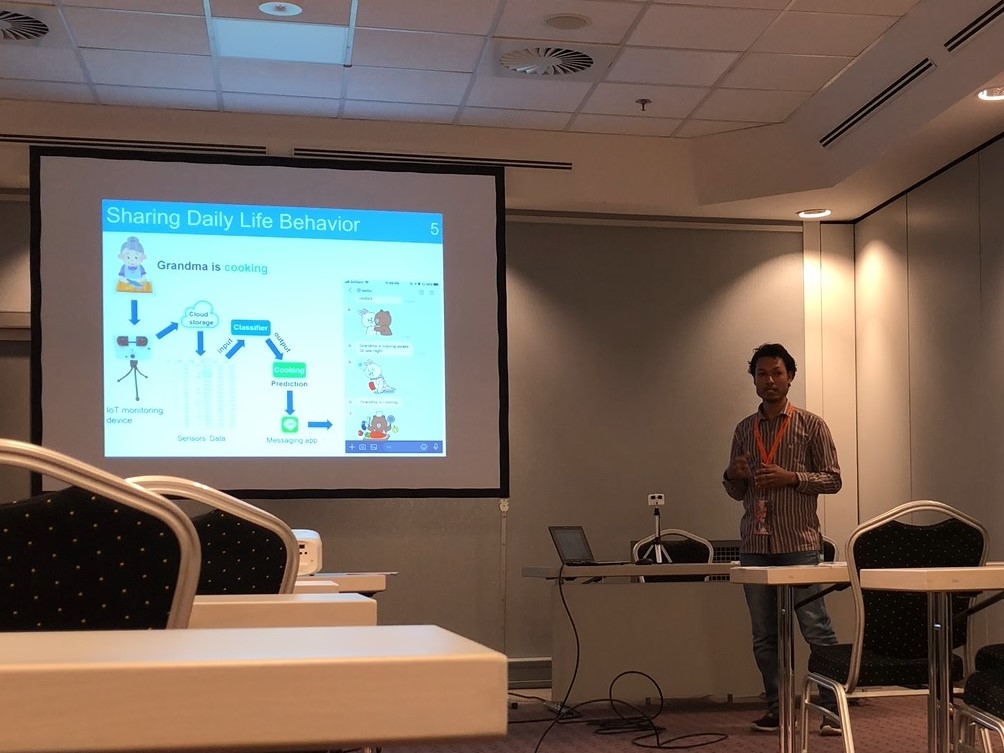 Sharing Daily Life Behavior
5
Grandma is cooking
Cloud
storage
Classifier
input
output
Cooking
Prediction
IoT monitoring
device
Sensors Data
Messaging app